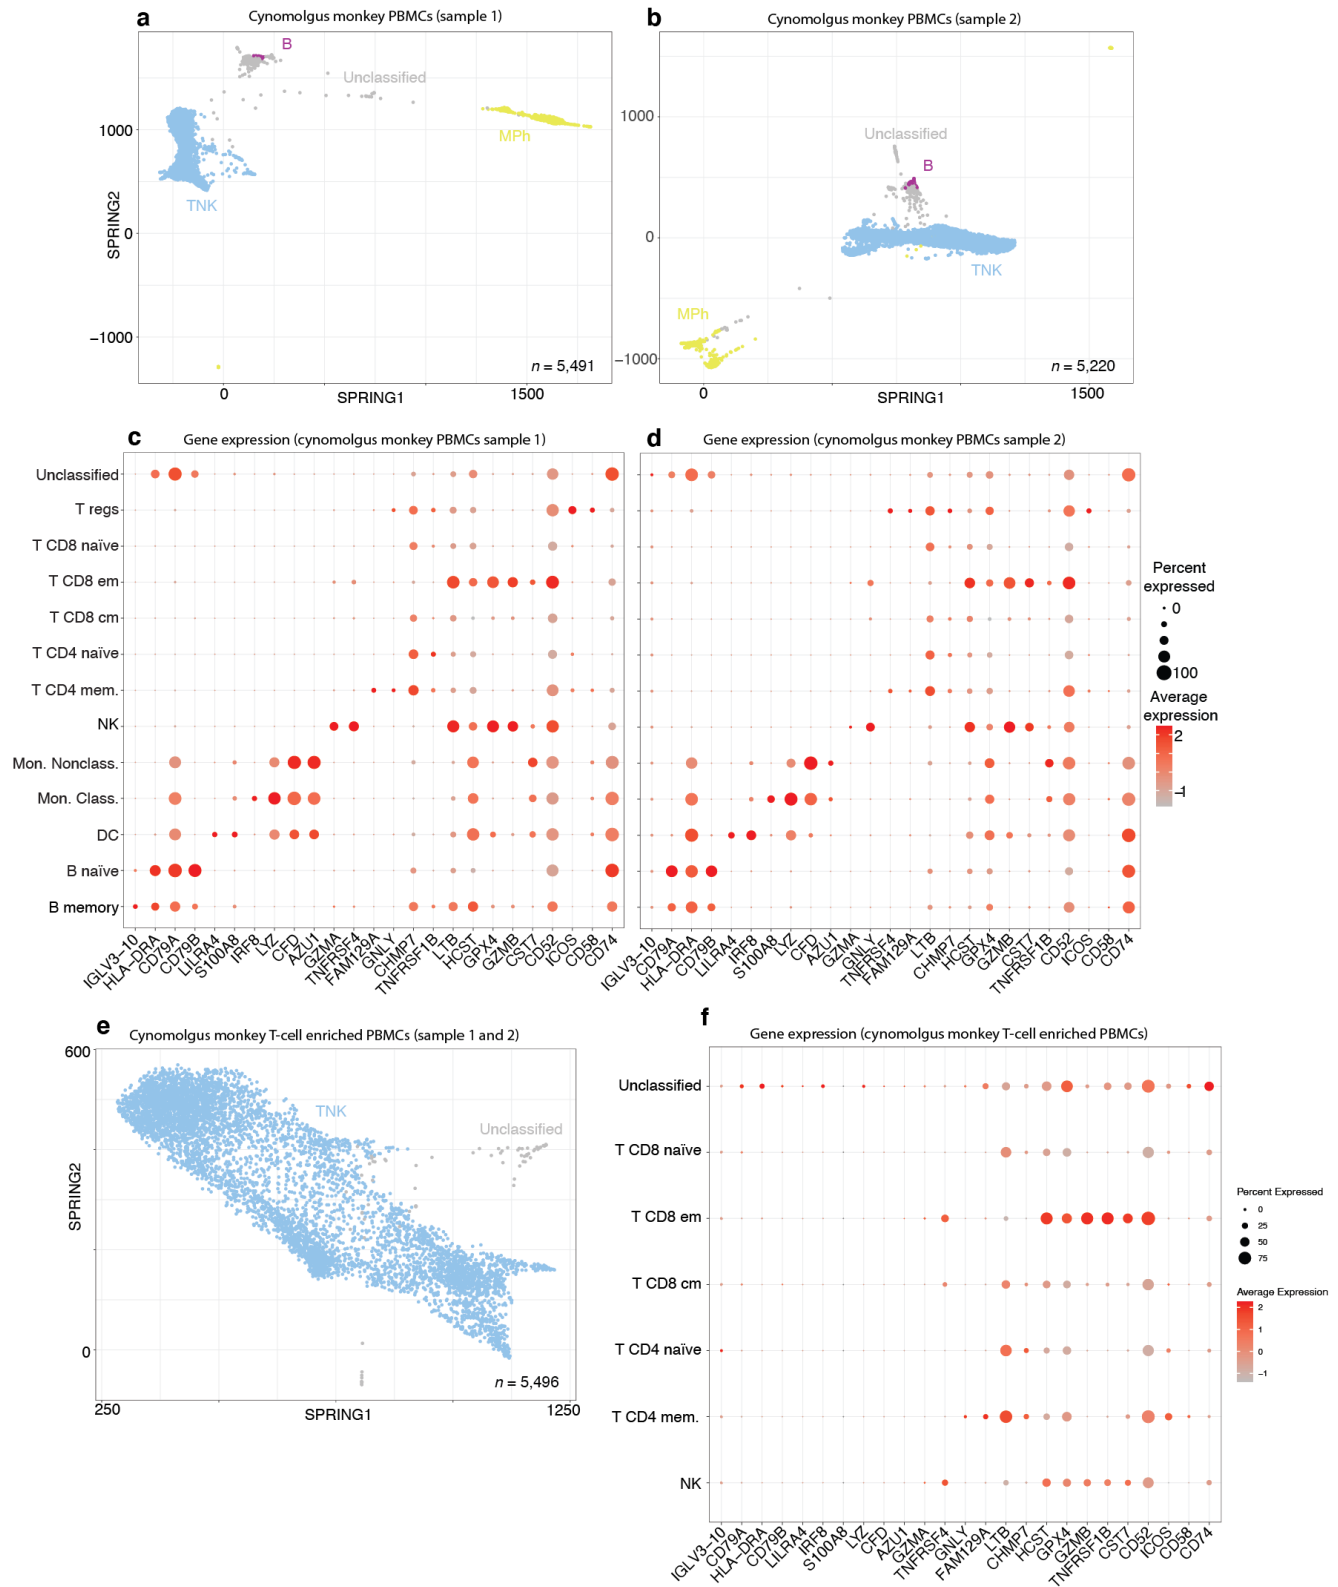 a
Cynomolgus monkey PBMCs (sample 1)
B
Unclassified
MPh
TNK
1000
0
−1000
SPRING2
n = 5,491
0
1500
SPRING1
b
Cynomolgus monkey PBMCs (sample 2)
Unclassified
B
TNK
MPh
1000
0
−1000
n = 5,220
0
1500
SPRING1
c
Gene expression (cynomolgus monkey PBMCs sample 1)
Unclassified
T regs
T CD8 naïve
T CD8 em
T CD8 cm
T CD4 naïve
T CD4 mem.
NK
Mon. Nonclass.
Mon. Class.
DC
B naïve
B memory
IGLV3−10
HLA−DRA
CD79A
CD79B
LILRA4
S100A8
IRF8
LYZ
CFD
AZU1
GZMA
TNFRSF4
FAM129A
GNLY
CHMP7
TNFRSF1B
LTB
HCST
GPX4
GZMB
CST7
CD52
ICOS
CD58
CD74
d
Gene expression (cynomolgus monkey PBMCs sample 2)
IGLV3−10
CD79A
HLA−DRA
CD79B
LILRA4
IRF8
S100A8
LYZ
CFD
AZU1
GZMA
GNLY
TNFRSF4
FAM129A
LTB
CHMP7
HCST
GPX4
GZMB
CST7
TNFRSF1B
CD52
ICOS
CD58
CD74
Percent
expressed
0
100
Average
expression
2
−1
e
Cynomolgus monkey T-cell enriched PBMCs (sample 1 and 2)
600
TNK
Unclassified
SPRING2
0
n = 5,496
250
SPRING1
1250
f
Gene expression (cynomolgus monkey T-cell enriched PBMCs)
Unclassified
T CD8 naïve
T CD8 em
T CD8 cm
T CD4 naïve
T CD4 mem.
NK
IGLV3−10
CD79A
HLA−DRA
CD79B
LILRA4
IRF8
S100A8
LYZ
CFD
AZU1
GZMA
TNFRSF4
GNLY
FAM129A
LTB
CHMP7
HCST
GPX4
GZMB
TNFRSF1B
CST7
CD52
ICOS
CD58
CD74
Percent Expressed
0
25
50
75
Average Expression
2
1
0
−1